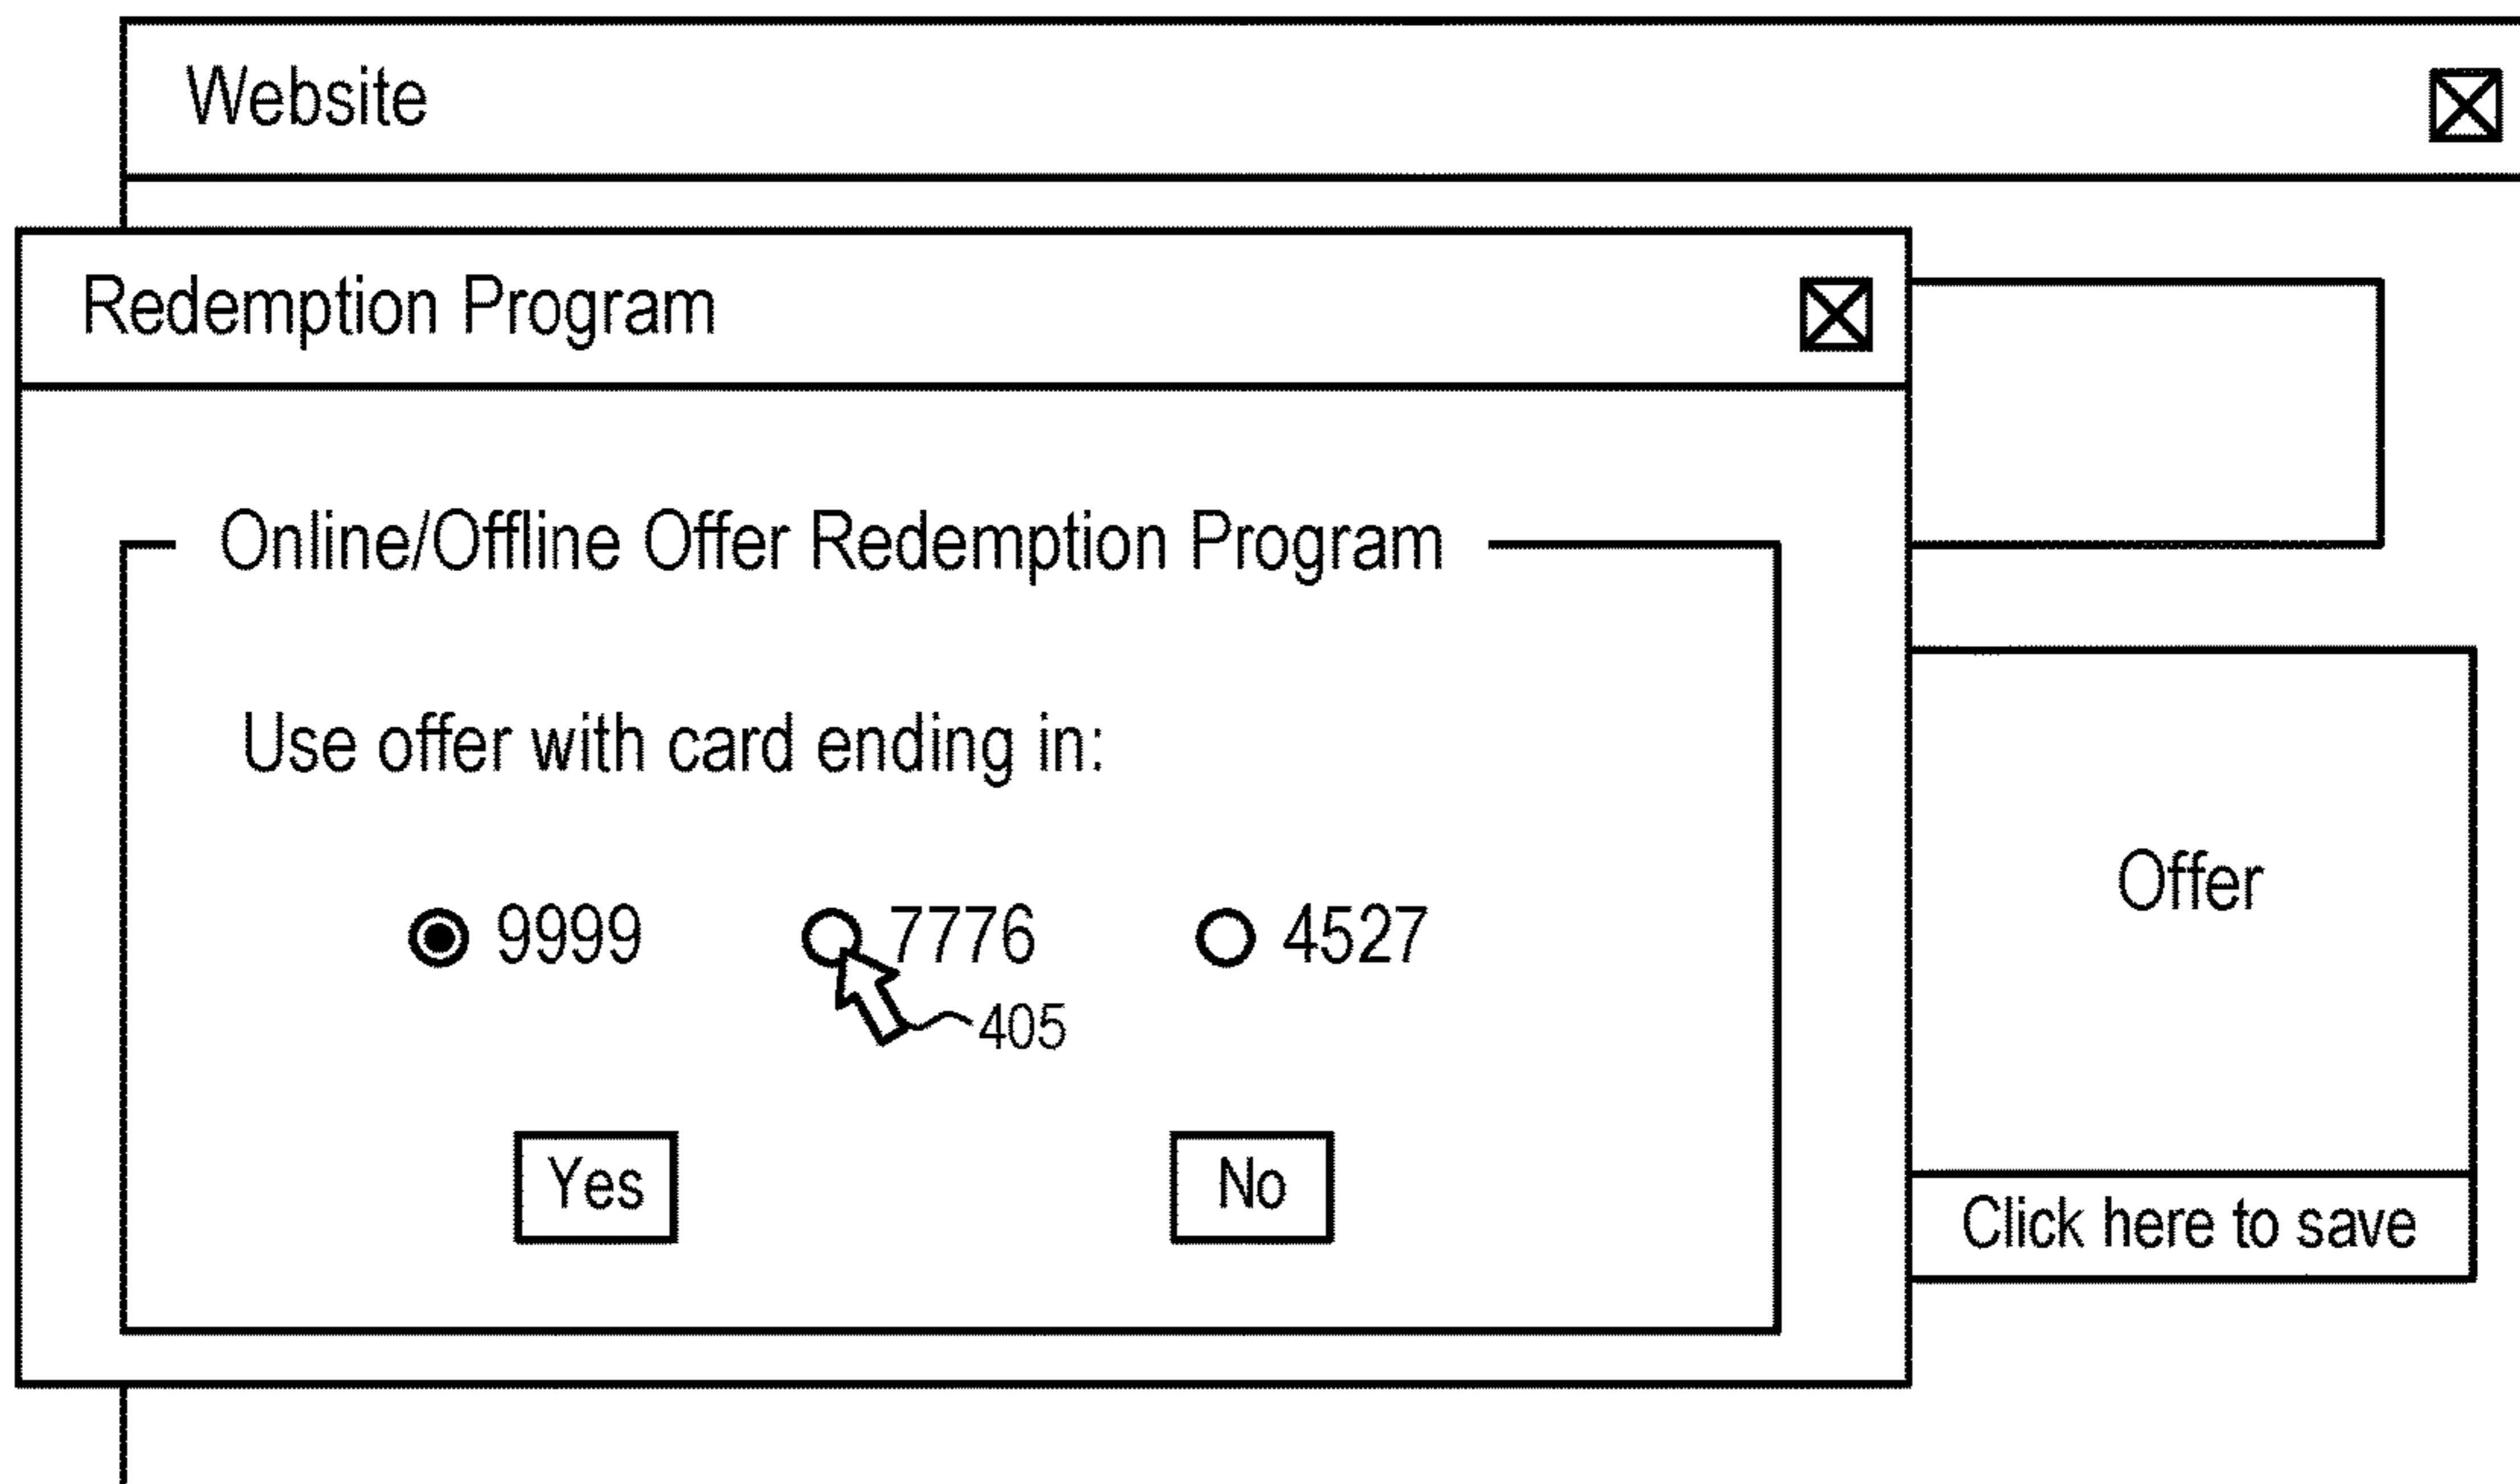 Website
Redemption Program
Online/Offline Offer Redemption Program
Use offer with card ending in:
9999 7776 4527
405
Yes No
Offer
Click here to save